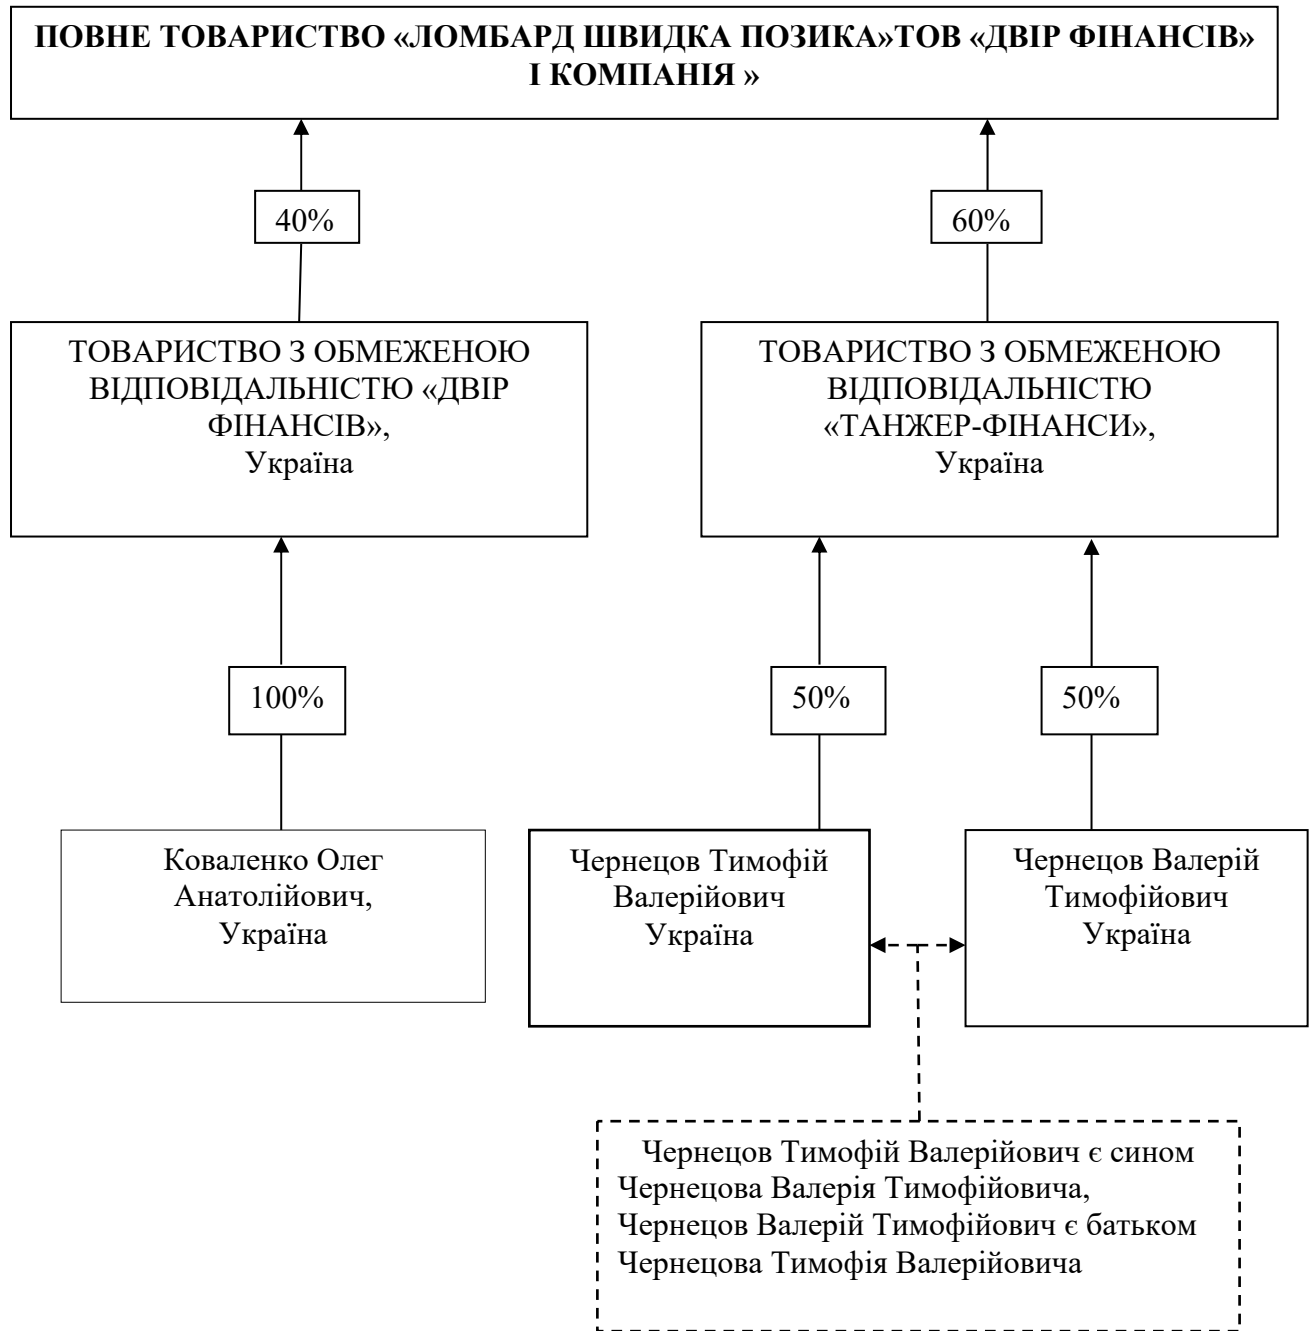 ПОВНЕ ТОВАРИСТВО «ЛОМБАРД ШВИДКА ПОЗИКА»ТОВ «ДВІР ФІНАНСІВ»
І КОМПАНІЯ »
40%
60%
ТОВАРИСТВО З ОБМЕЖЕНОЮ
ВІДПОВІДАЛЬНІСТЮ «ДВІР
ФІНАНСІВ»,
Україна
ТОВАРИСТВО З ОБМЕЖЕНОЮ
ВІДПОВІДАЛЬНІСТЮ
«ТАНЖЕР-ФІНАНСИ»,
Україна
100%
50%
50%
Коваленко Олег
Анатолійович,
Україна
Чернецов Тимофій
Валерійович
Україна
Чернецов Валерій
Тимофійович
Україна
Чернецов Тимофій Валерійович є сином
Чернецова Валерія Тимофійовича,
Чернецов Валерій Тимофійович є батьком
Чернецова Тимофія Валерійовича